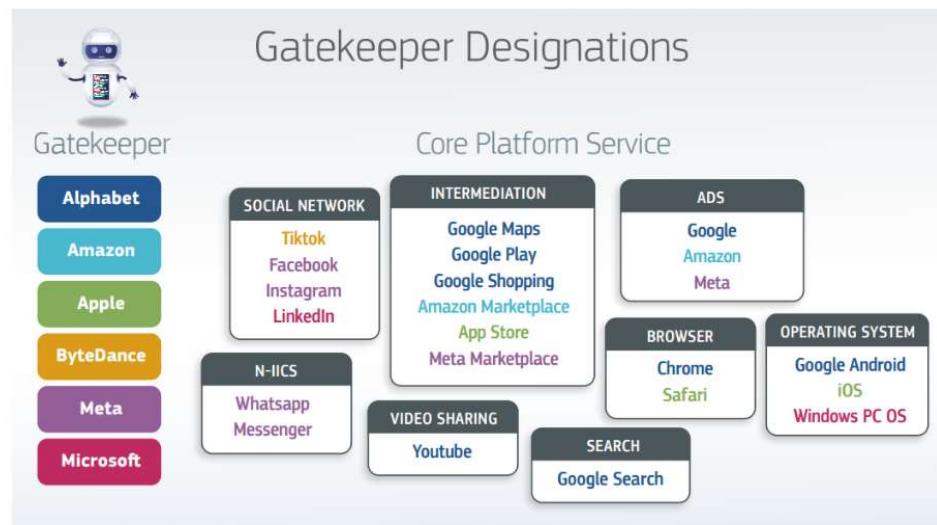 Gatekeeper Designations
Gatekeeper
Core Platform Service
Alphabet
Amazon
Apple
ByteDance
Meta
Microsoft
SOCIAL NETWORK
Tiktok
Facebook
Instagram
LinkedIn
INTERMEDIATION
Google Maps
Google Play
Google Shopping
Amazon Marketplace
App Store
Meta Marketplace
ADS
Google
Amazon
Meta
N-IICS
Whatsapp
Messenger
VIDEO SHARING
Youtube
BROWSER
Chrome
Safari
OPERATING SYSTEM
Google Android
iOS
Windows PC OS
SEARCH
Google Search